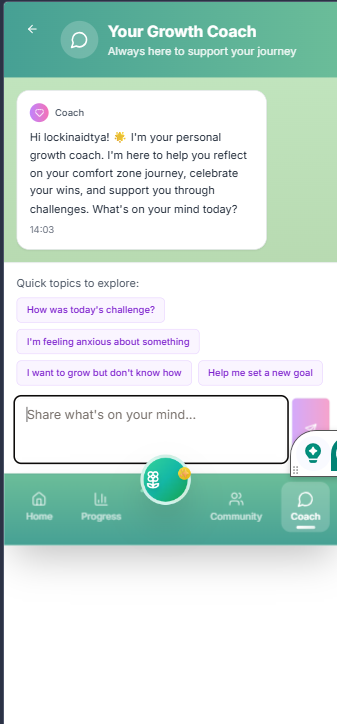 Your Growth Coach
Always here to support your journey
Coach
Hi lockinaidtya! 🌟 I'm your personal
growth coach. I'm here to help you reflect
on your comfort zone journey, celebrate
your wins, and support you through
challenges. What's on your mind today?
14:03
Quick topics to explore:
How was today's challenge?
I'm feeling anxious about something
I want to grow but don't know how
Help me set a new goal
Share what's on your mind...
Home
Progress
Community
Coach